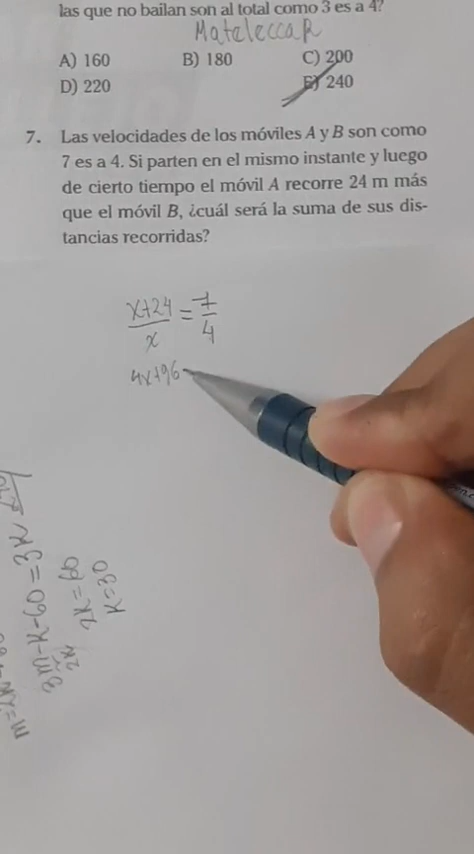 las que no bailan son al total como 3 es a 4?
MateleccaR
A) 160 B) 180 C) 200
D) 220 E) 240
7. Las velocidades de los móviles A y B son como
7 es a 4. Si parten en el mismo instante y luego
de cierto tiempo el móvil A recorre 24 m más
que el móvil B, ¿cuál será la suma de sus dis-
tancias recorridas?
x+24/x = 7/4
4x+96
3m-k-60=3k
2k
2k=60
k=30